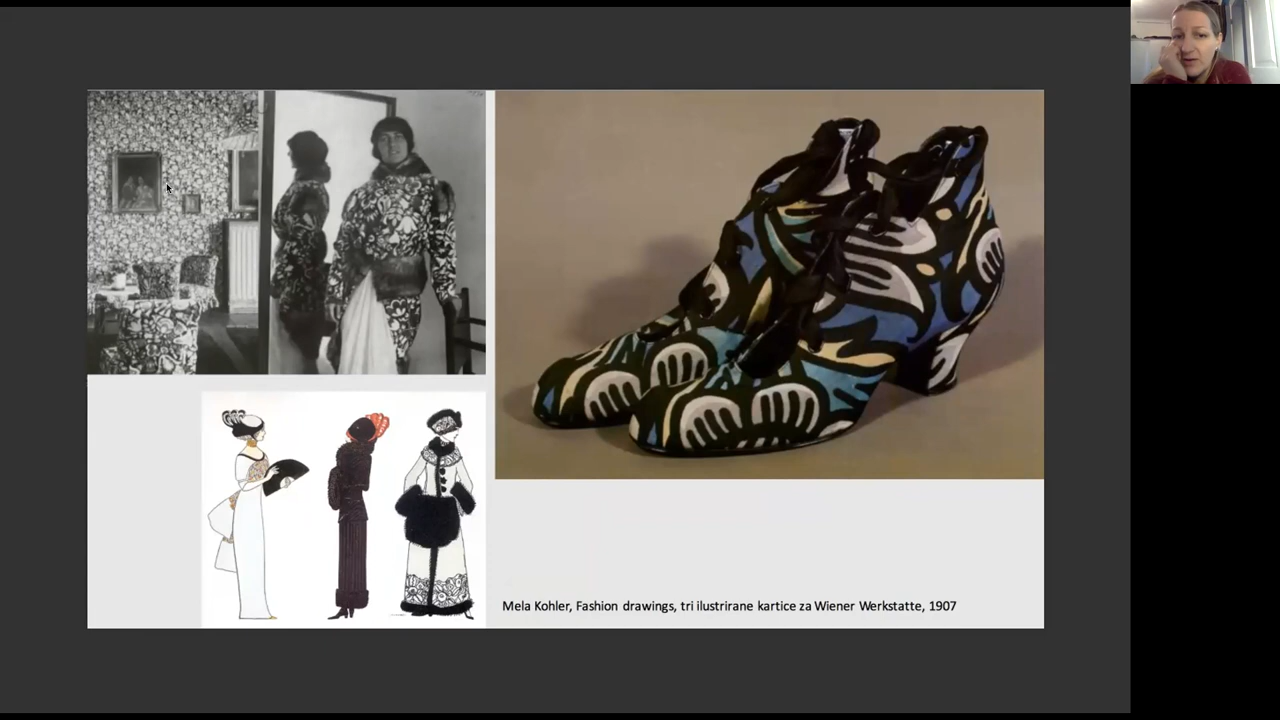 Mela Kohler, Fashion drawings, tri ilustrirane kartice za Wiener Werkstatte, 1907